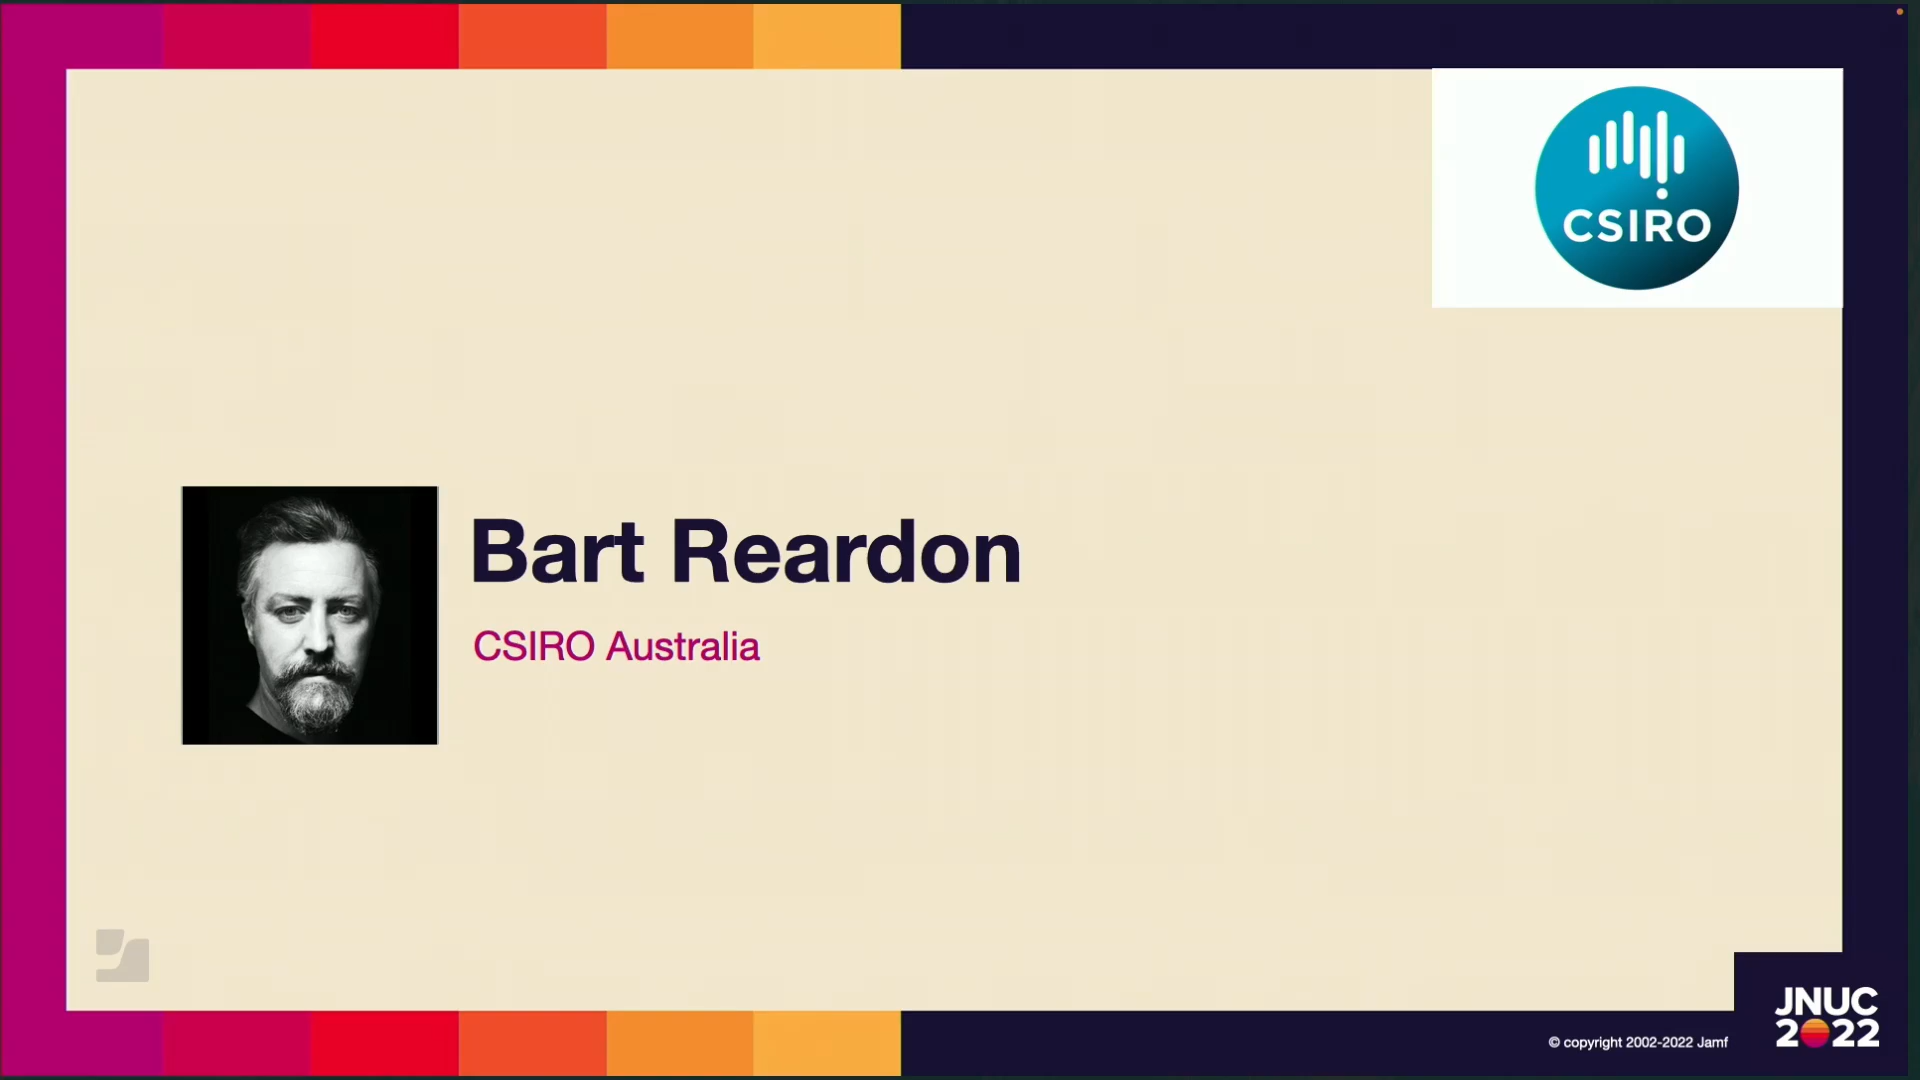 CSIRO
Bart Reardon
CSIRO Australia
© copyright 2002-2022 Jamf
JNUC
2022